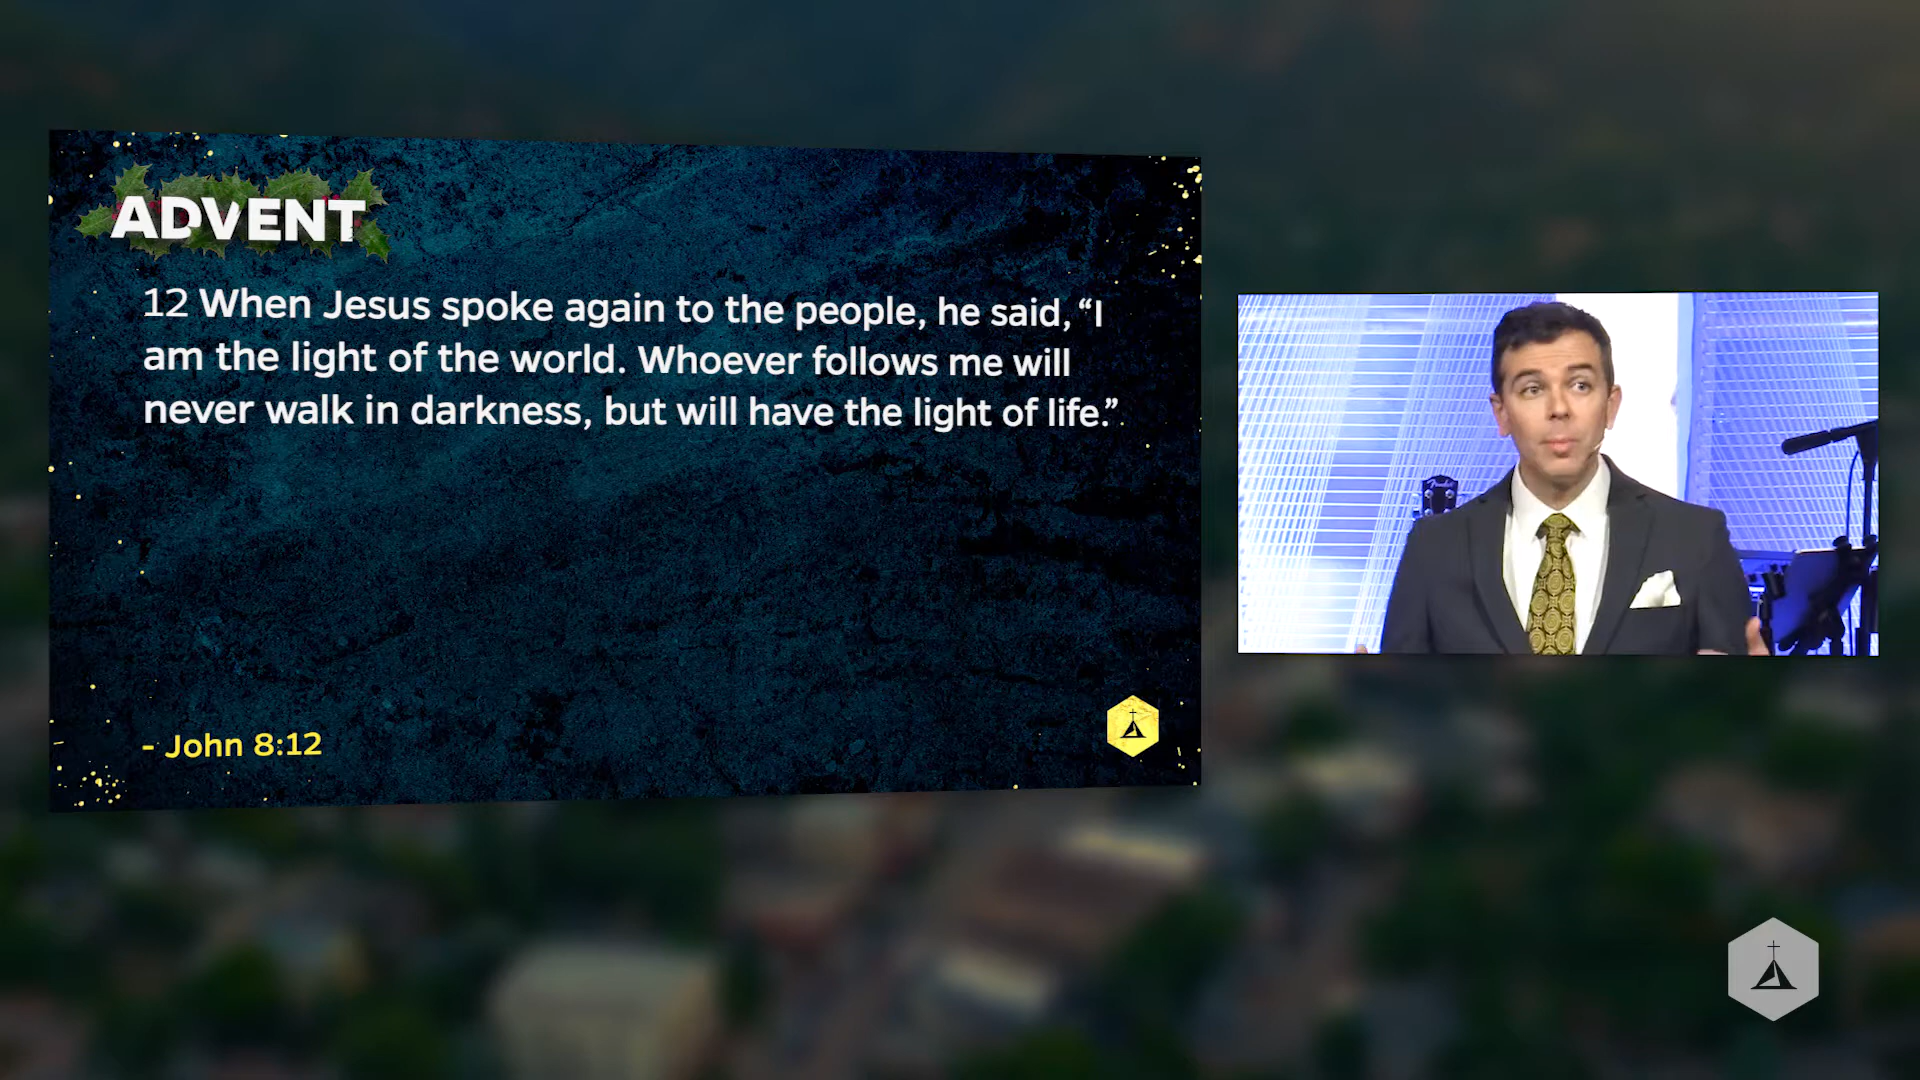 ADVENT
12 When Jesus spoke again to the people, he said, “I
am the light of the world. Whoever follows me will
never walk in darkness, but will have the light of life.”
- John 8:12
Fender